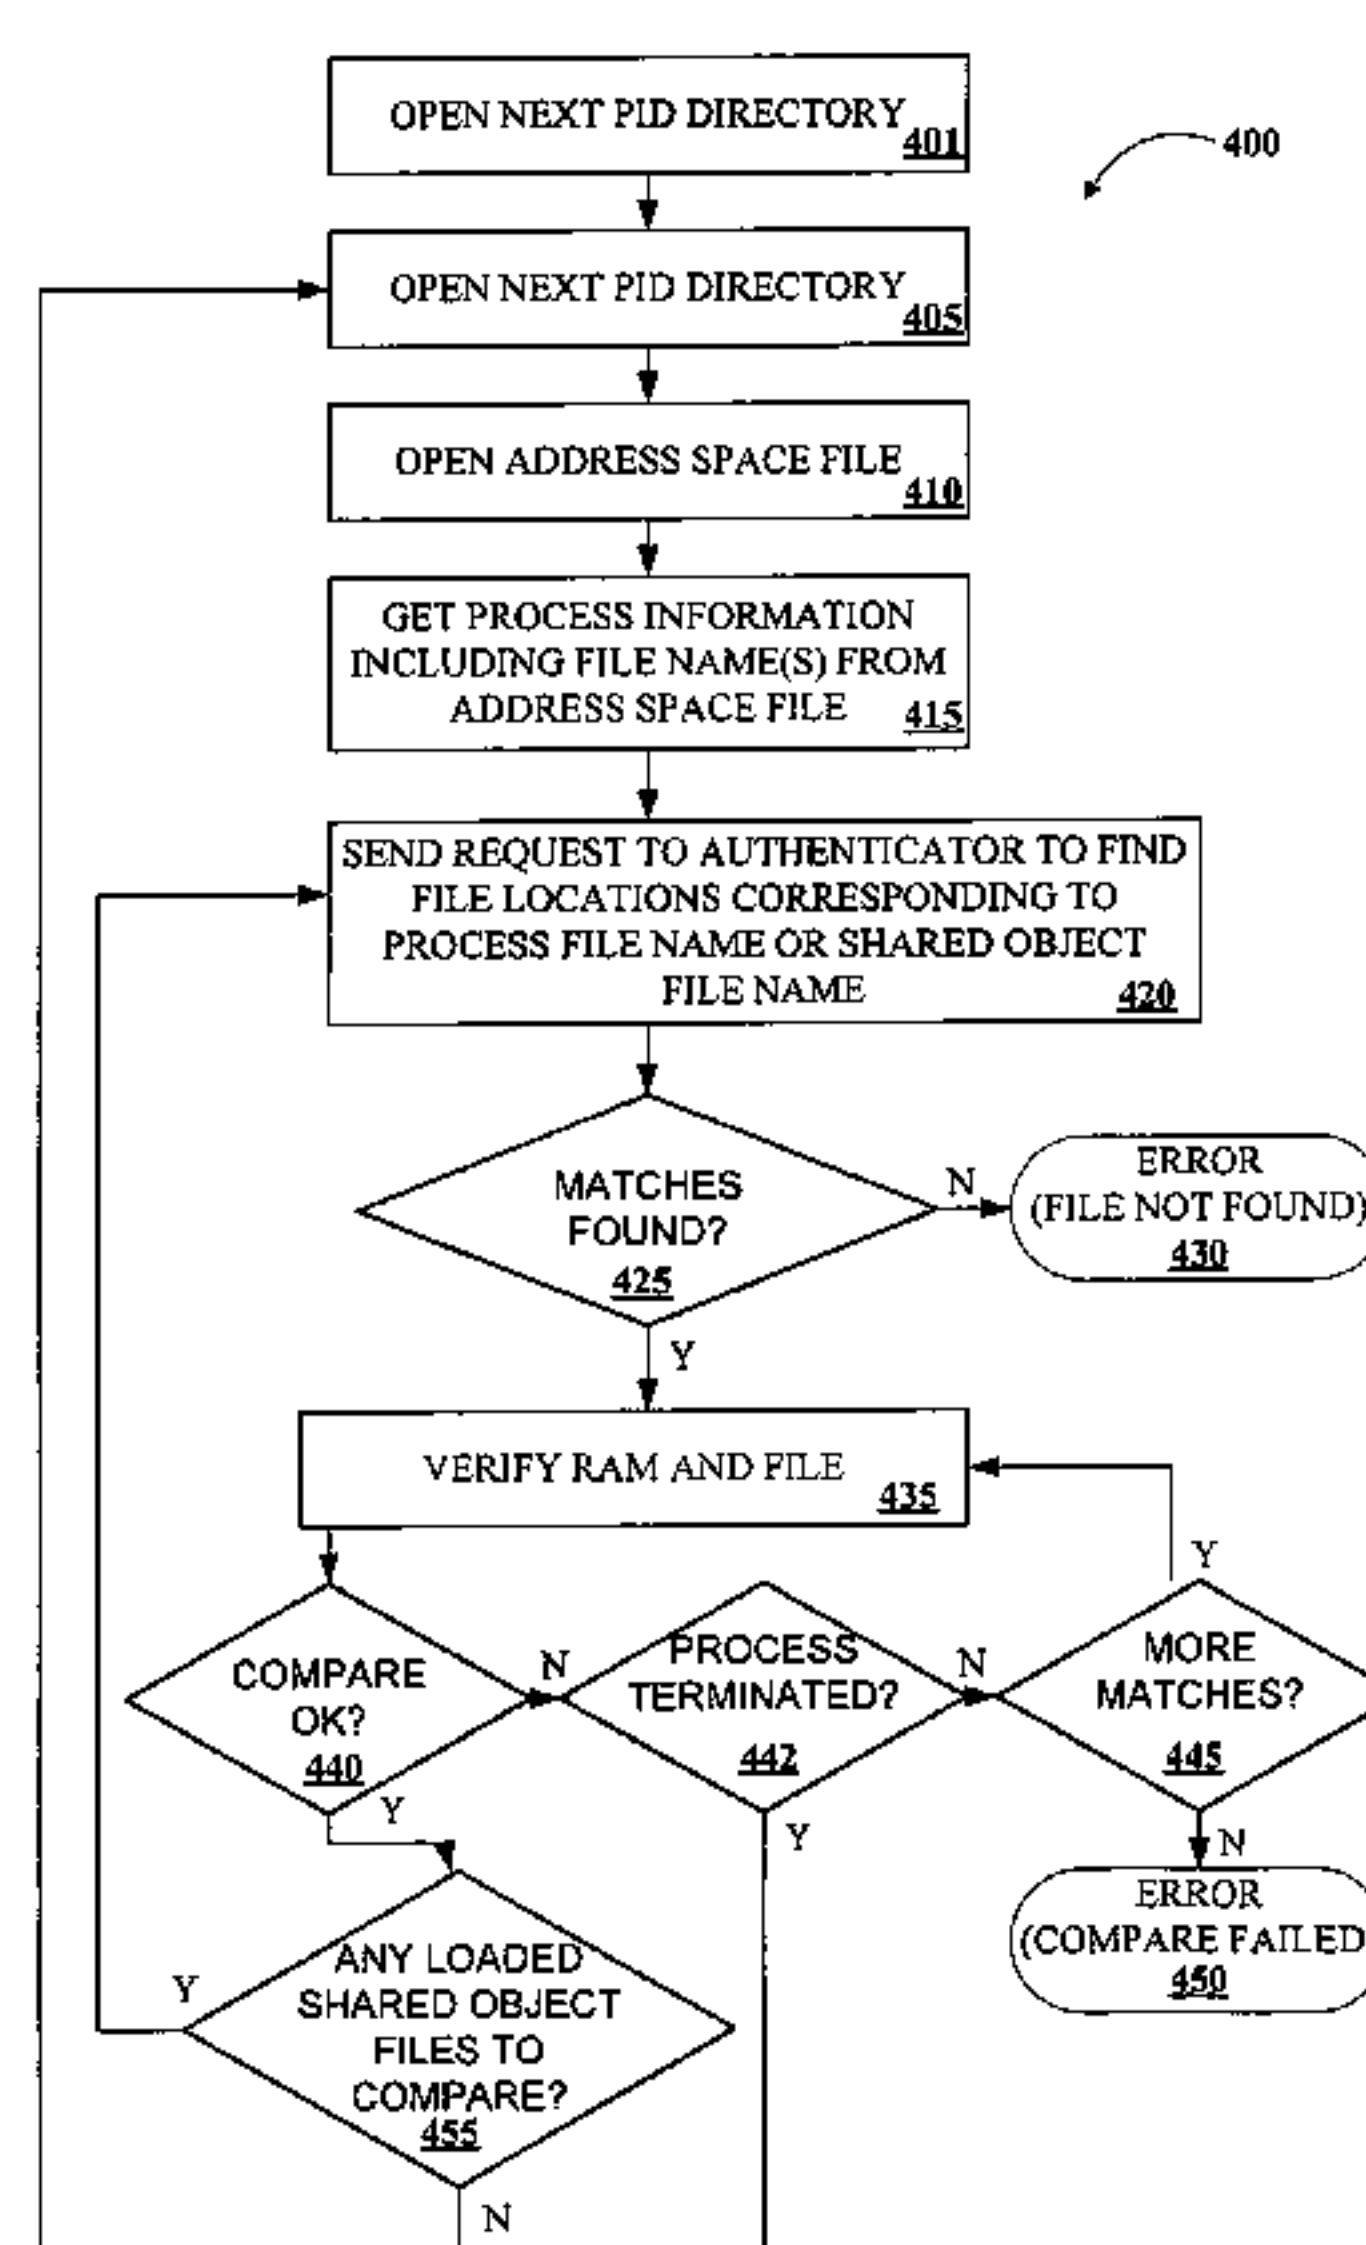 OPEN NEXT PID DIRECTORY
401
400
OPEN NEXT PID DIRECTORY
405
OPEN ADDRESS SPACE FILE
410
GET PROCESS INFORMATION
INCLUDING FILE NAME(S) FROM
ADDRESS SPACE FILE
415
SEND REQUEST TO AUTHENTICATOR TO FIND
FILE LOCATIONS CORRESPONDING TO
PROCESS FILE NAME OR SHARED OBJECT
FILE NAME
420
MATCHES
FOUND?
425
N
ERROR
(FILE NOT FOUND)
430
Y
VERIFY RAM AND FILE
435
Y
COMPARE
OK?
440
N
PROCESS
TERMINATED?
442
N
MORE
MATCHES?
445
Y
Y
N
ERROR
(COMPARE FAILED
450
ANY LOADED
SHARED OBJECT
FILES TO
COMPARE?
455
Y
N